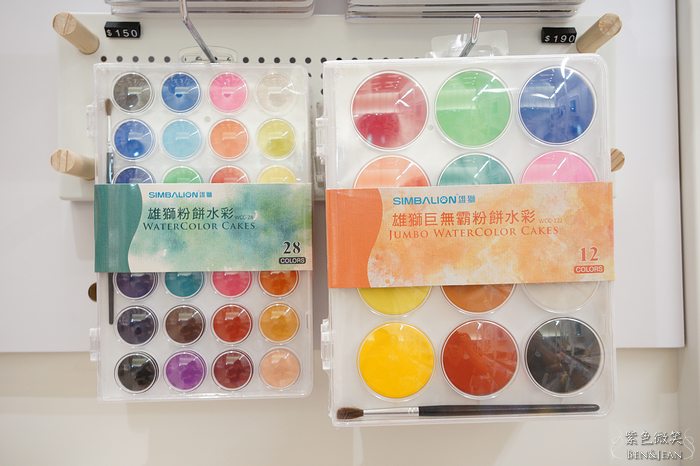 $150
$190
SIMBALION 雄獅
雄獅粉餅水彩 WCC-28
WATERCOLOR CAKES
28
COLORS
SIMBALION 雄獅
雄獅巨無霸粉餅水彩
JUMBO WATERCOLOR CAKES
12
COLORS
紫色微笑
BEN&JEAN